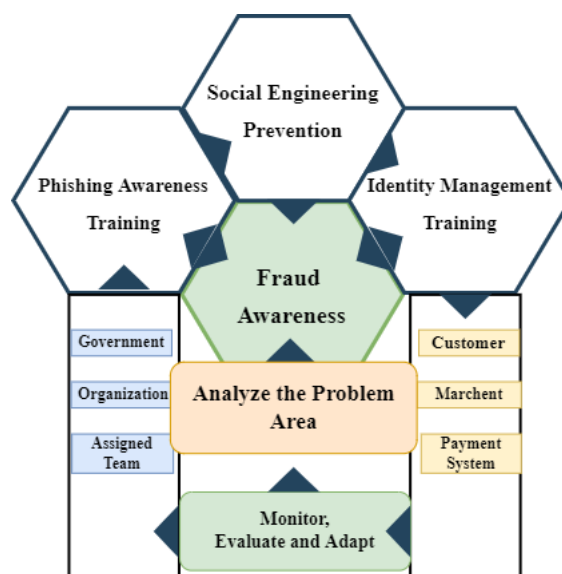 Social Engineering
Prevention
Phishing Awareness
Training
Identity Management
Training
Fraud
Awareness
Government
Organization
Assigned
Team
Analyze the Problem
Area
Customer
Marchent
Payment
System
Monitor,
Evaluate and Adapt